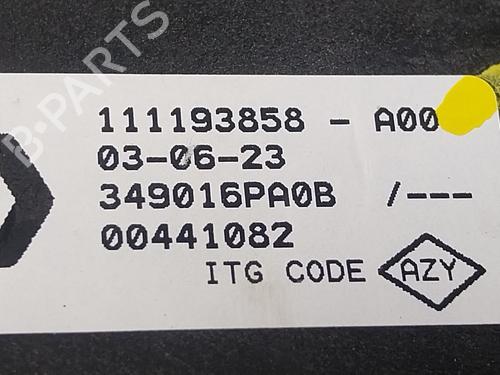 111193858 - A00
03-06-23
349016PA0B /---
00441082
ITG CODE AZY
B-PARTS